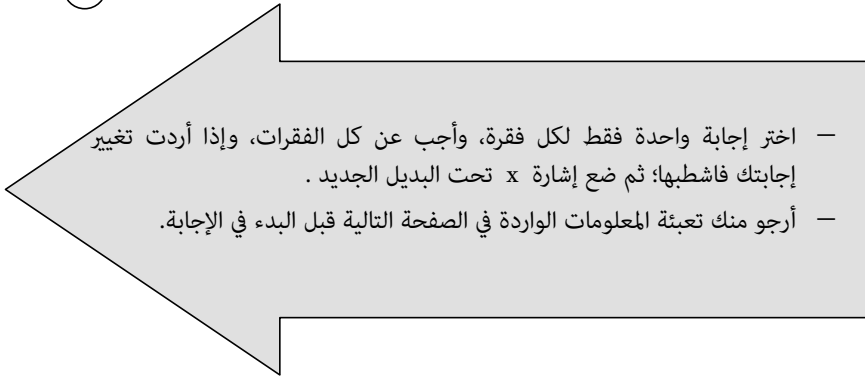 – اختر إجابة واحدة فقط لكل فقرة، وأجب عن كل الفقرات، وإذا أردت تغيير
إجابتك فاشطبها؛ ثم ضع إشارة x تحت البديل الجديد .
– أرجو منك تعبئة المعلومات الواردة في الصفحة التالية قبل البدء في الإجابة.